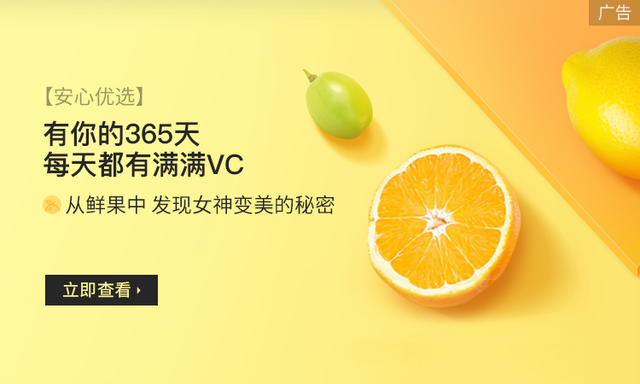 广告
【安心优选】
有你的365天
每天都有满满VC
从鲜果中 发现女神变美的秘密
立即查看